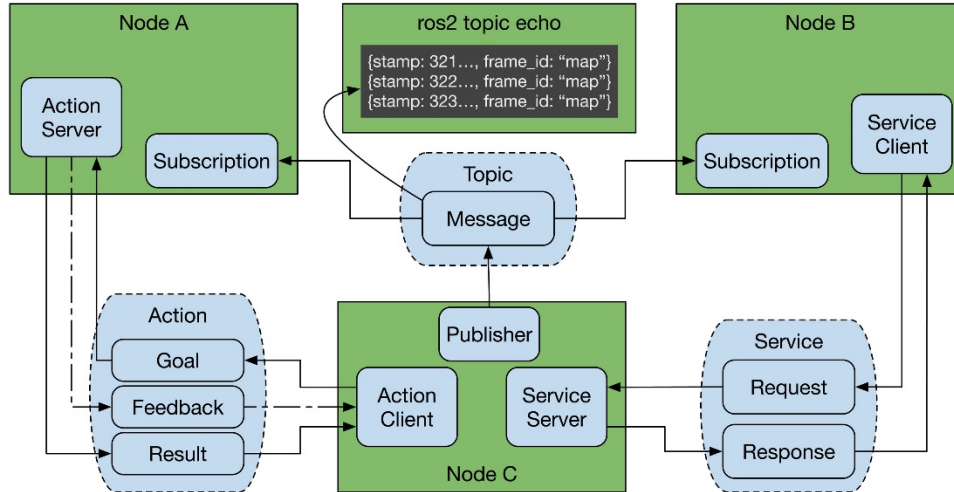 Node A
ros2 topic echo
Node B
{stamp: 321..., frame_id: “map”}
{stamp: 322..., frame_id: “map”}
{stamp: 323..., frame_id: “map”}
Action
Server
Subscription
Subscription
Service
Client
Topic
Message
Action
Goal
Feedback
Result
Publisher
Action
Client
Service
Server
Node C
Service
Request
Response